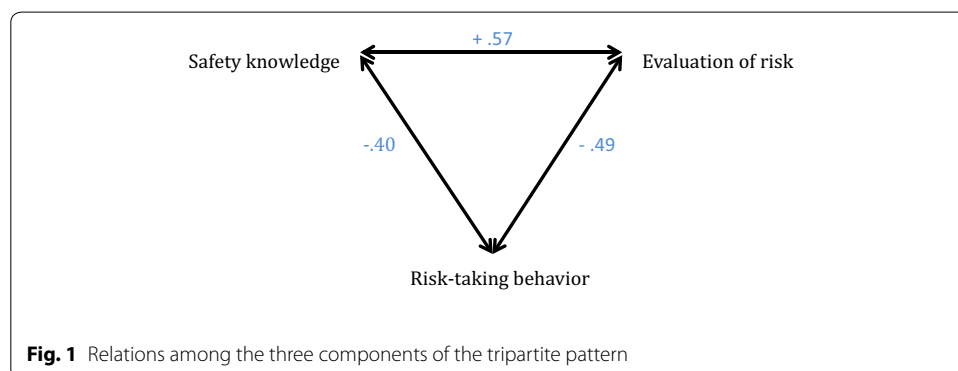 + .57
Safety knowledge
Evaluation of risk
-.40
- .49
Risk-taking behavior
Fig. 1 Relations among the three components of the tripartite pattern